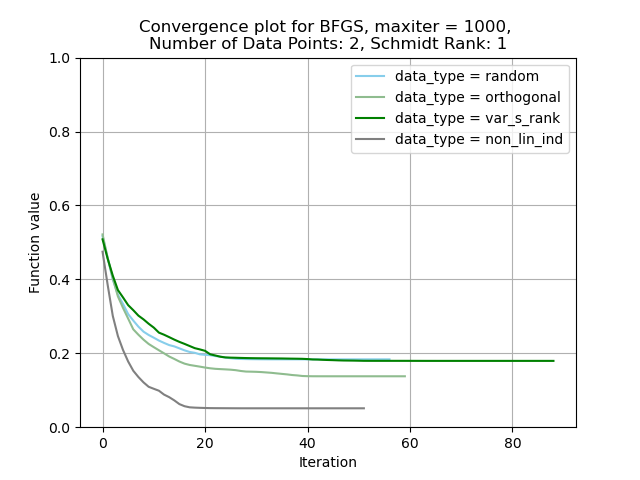 Convergence plot for BFGS, maxiter = 1000,
Number of Data Points: 2, Schmidt Rank: 1
1.0
0.8
0.6
0.4
0.2
0.0
Function value
data_type = random
data_type = orthogonal
data_type = var_s_rank
data_type = non_lin_ind
0 20 40 60 80
Iteration